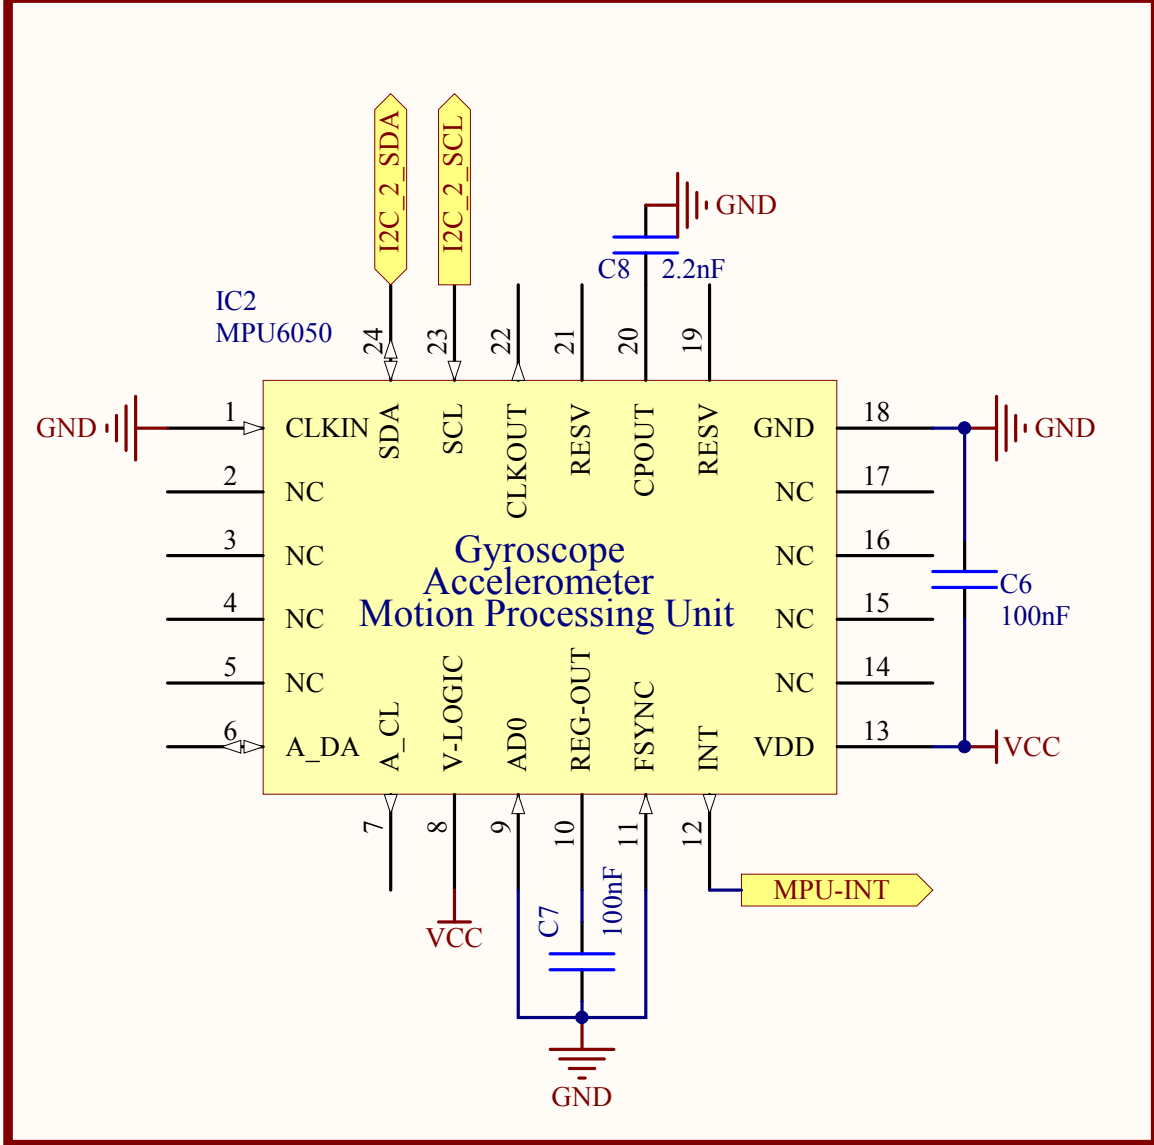 I2C_2_SDA
I2C_2_SCL
GND
C8 2.2nF
IC2
MPU6050
24
23
22
21
20
19
GND
1
CLKIN
SDA
SCL
CLKOUT
RESV
CPOUT
RESV
GND
18
GND
2
NC
NC
17
3
NC
NC
16
Gyroscope
Accelerometer
Motion Processing Unit
C6
100nF
4
NC
NC
15
5
NC
NC
14
6
A_DA
A_CL
V-LOGIC
AD0
REG-OUT
FSYNC
INT
VDD
13
VCC
7
8
9
10
11
12
VCC
C7
100nF
MPU-INT
GND